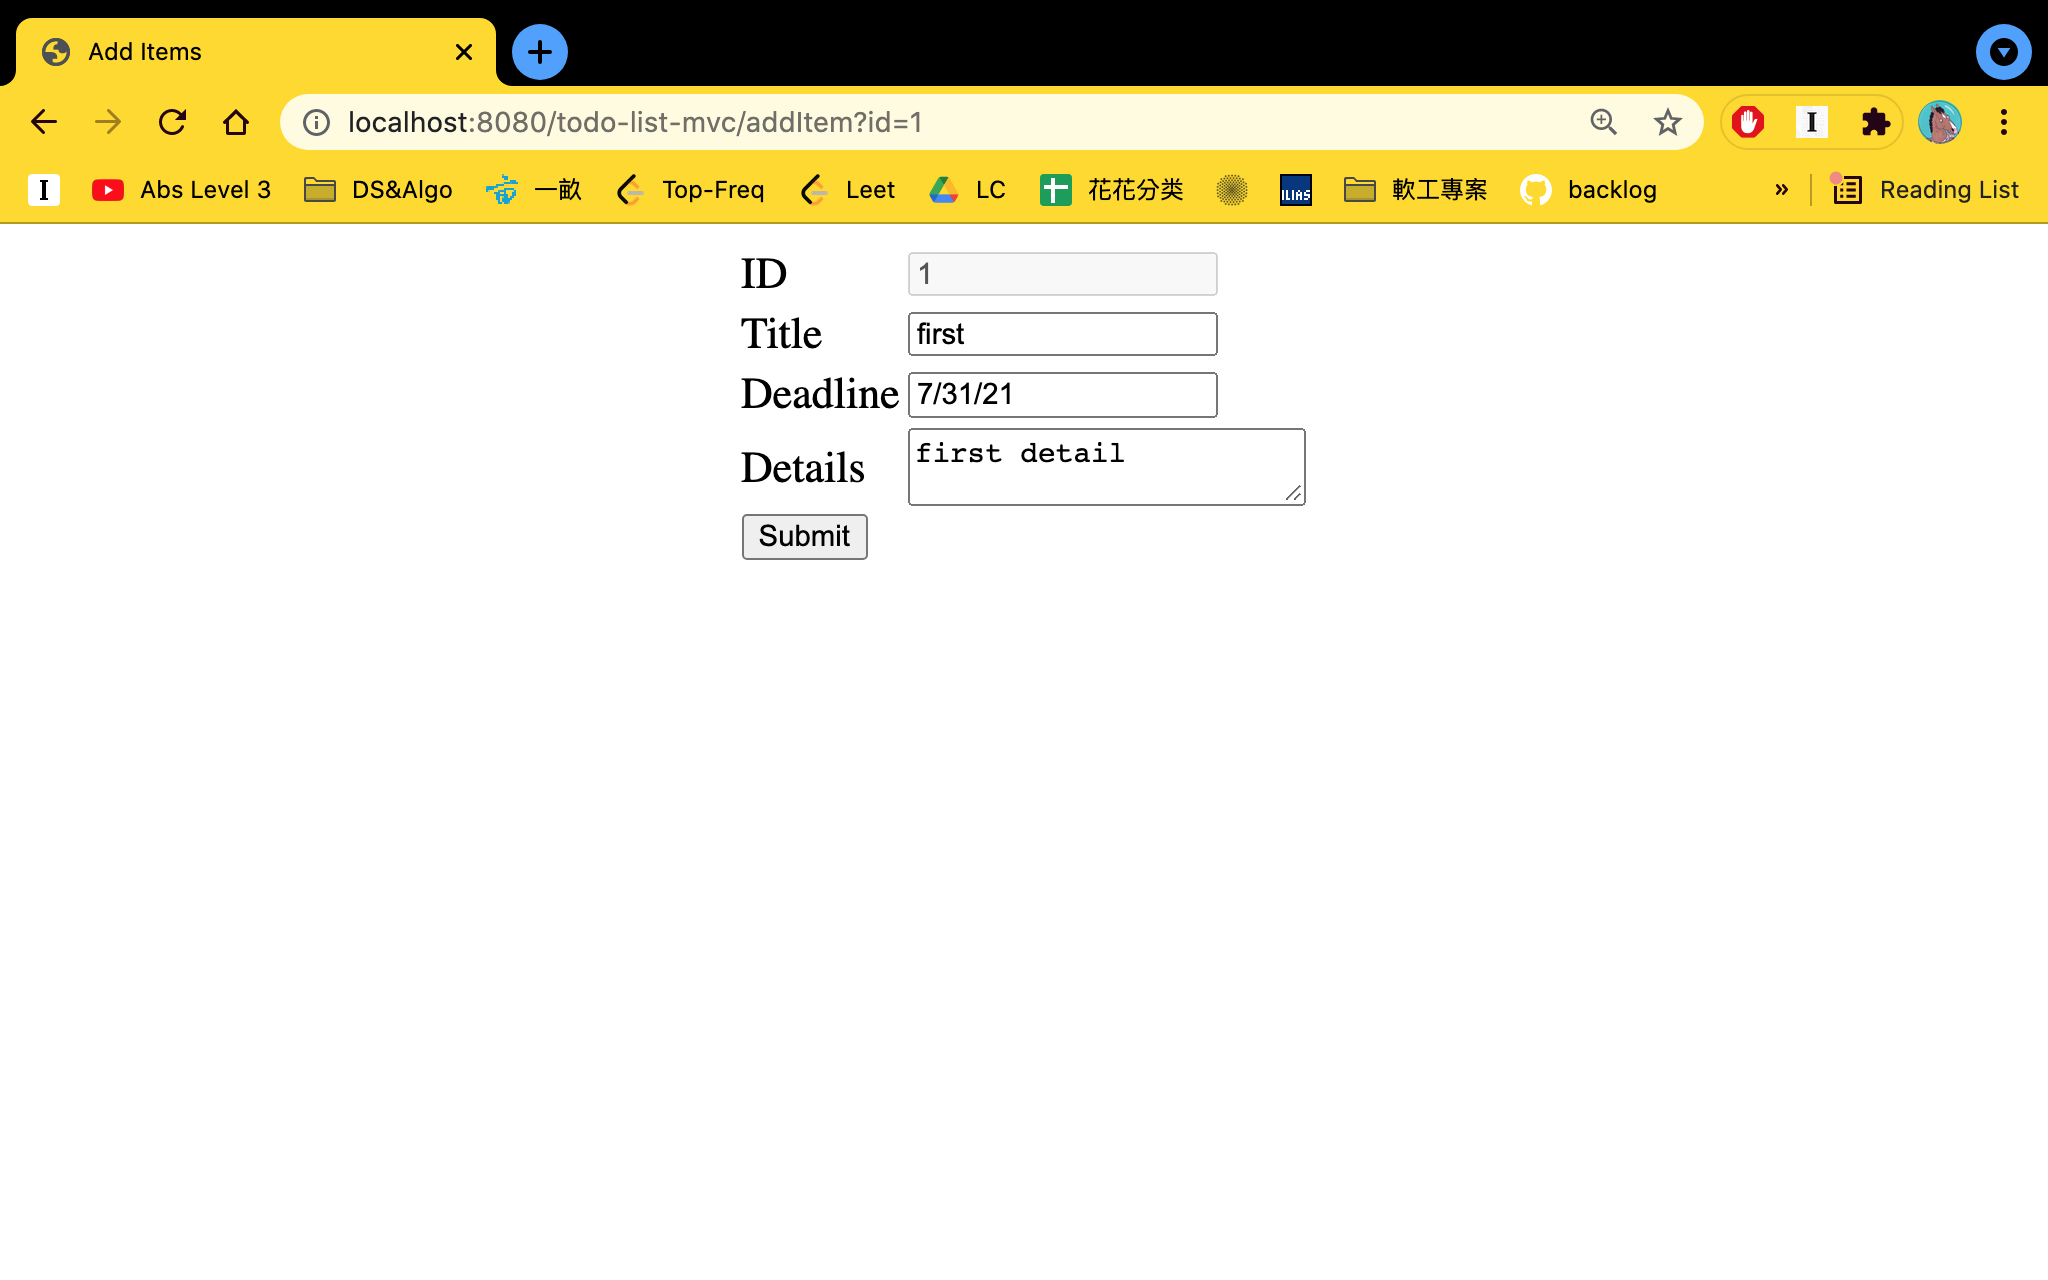 Add Items
localhost:8080/todo-list-mvc/addItem?id=1
I
I Abs Level 3 DS&Algo 一畝 Top-Freq Leet LC 花花分类 ILIAS 軟工專案 backlog » Reading List
ID 1
Title first
Deadline 7/31/21
Details first detail
Submit